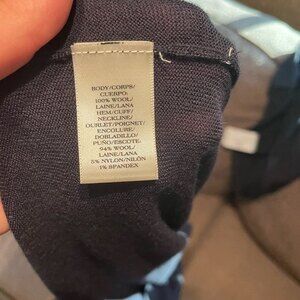 BODY/CORPS/
CUERPO:
100% WOOL/
LAINE/LANA
HEM/CUFF/
NECKLINE/
OURLET/POIGNET/
ENCOLURE/
DOBLADILLO/
PUÑO/ESCOTE:
94% WOOL/
LAINE/LANA
5% NYLON/NILÓN
1% SPANDEX